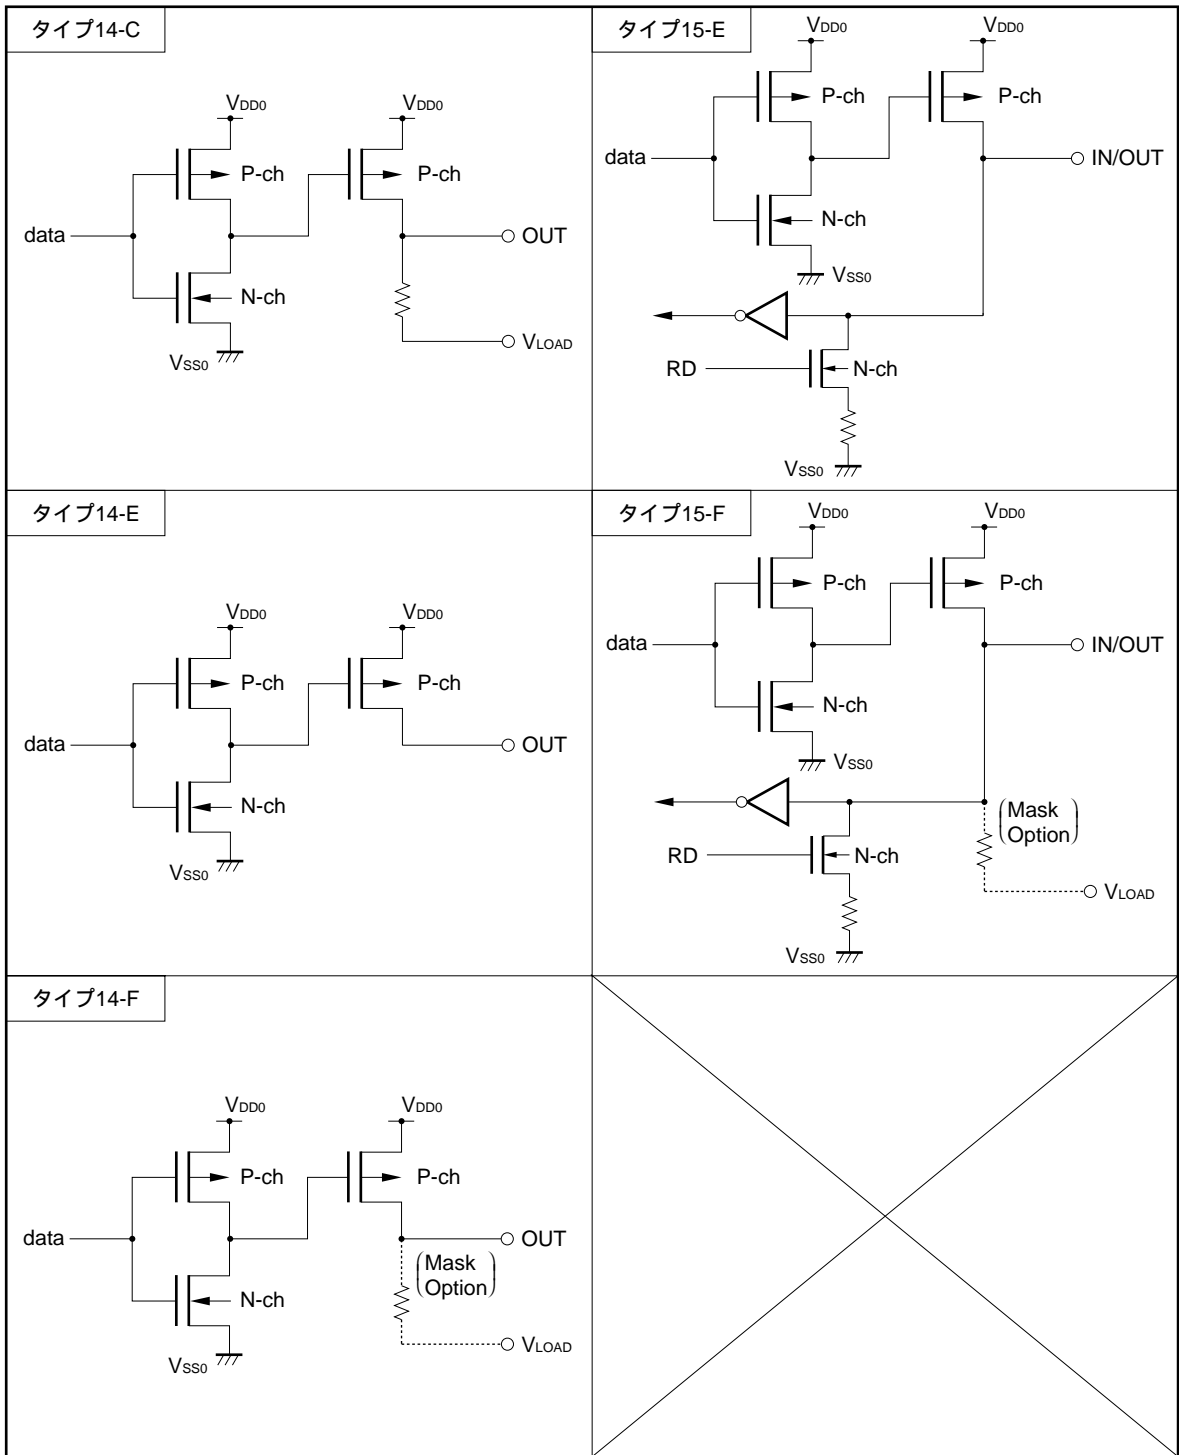 タイプ14-C
VDD0
VDD0
P-ch
P-ch
data
OUT
N-ch
VSS0
VLOAD
タイプ15-E
VDD0
VDD0
P-ch
P-ch
data
IN/OUT
N-ch
VSS0
RD
N-ch
VSS0
タイプ14-E
VDD0
VDD0
P-ch
P-ch
data
OUT
N-ch
VSS0
タイプ15-F
VDD0
VDD0
P-ch
P-ch
data
IN/OUT
N-ch
VSS0
(Mask
Option)
RD
N-ch
VLOAD
VSS0
タイプ14-F
VDD0
VDD0
P-ch
P-ch
data
OUT
(Mask
Option)
N-ch
VSS0
VLOAD